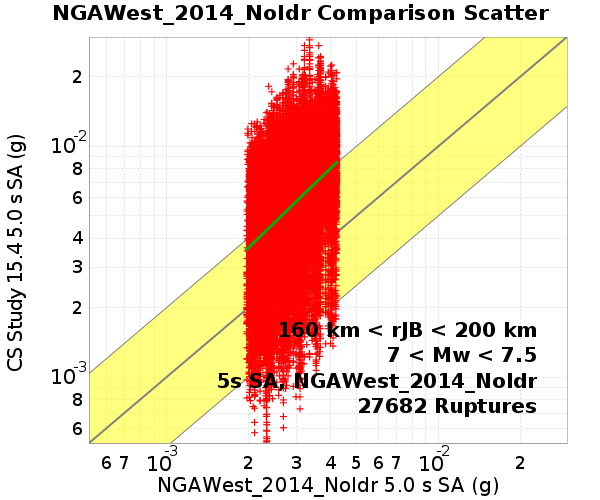 NGAWest_2014_NoIdr Comparison Scatter
CS Study 15.4 5.0 s SA (g)
2
10-2
8
6
4
3
2
10-3
8
6
160 km < rJB < 200 km
7 < Mw < 7.5
5s SA, NGAWest_2014_NoIdr
27682 Ruptures
6 7 10-3 2 3 4 5 6 7 10-2 2
NGAWest_2014_NoIdr 5.0 s SA (g)